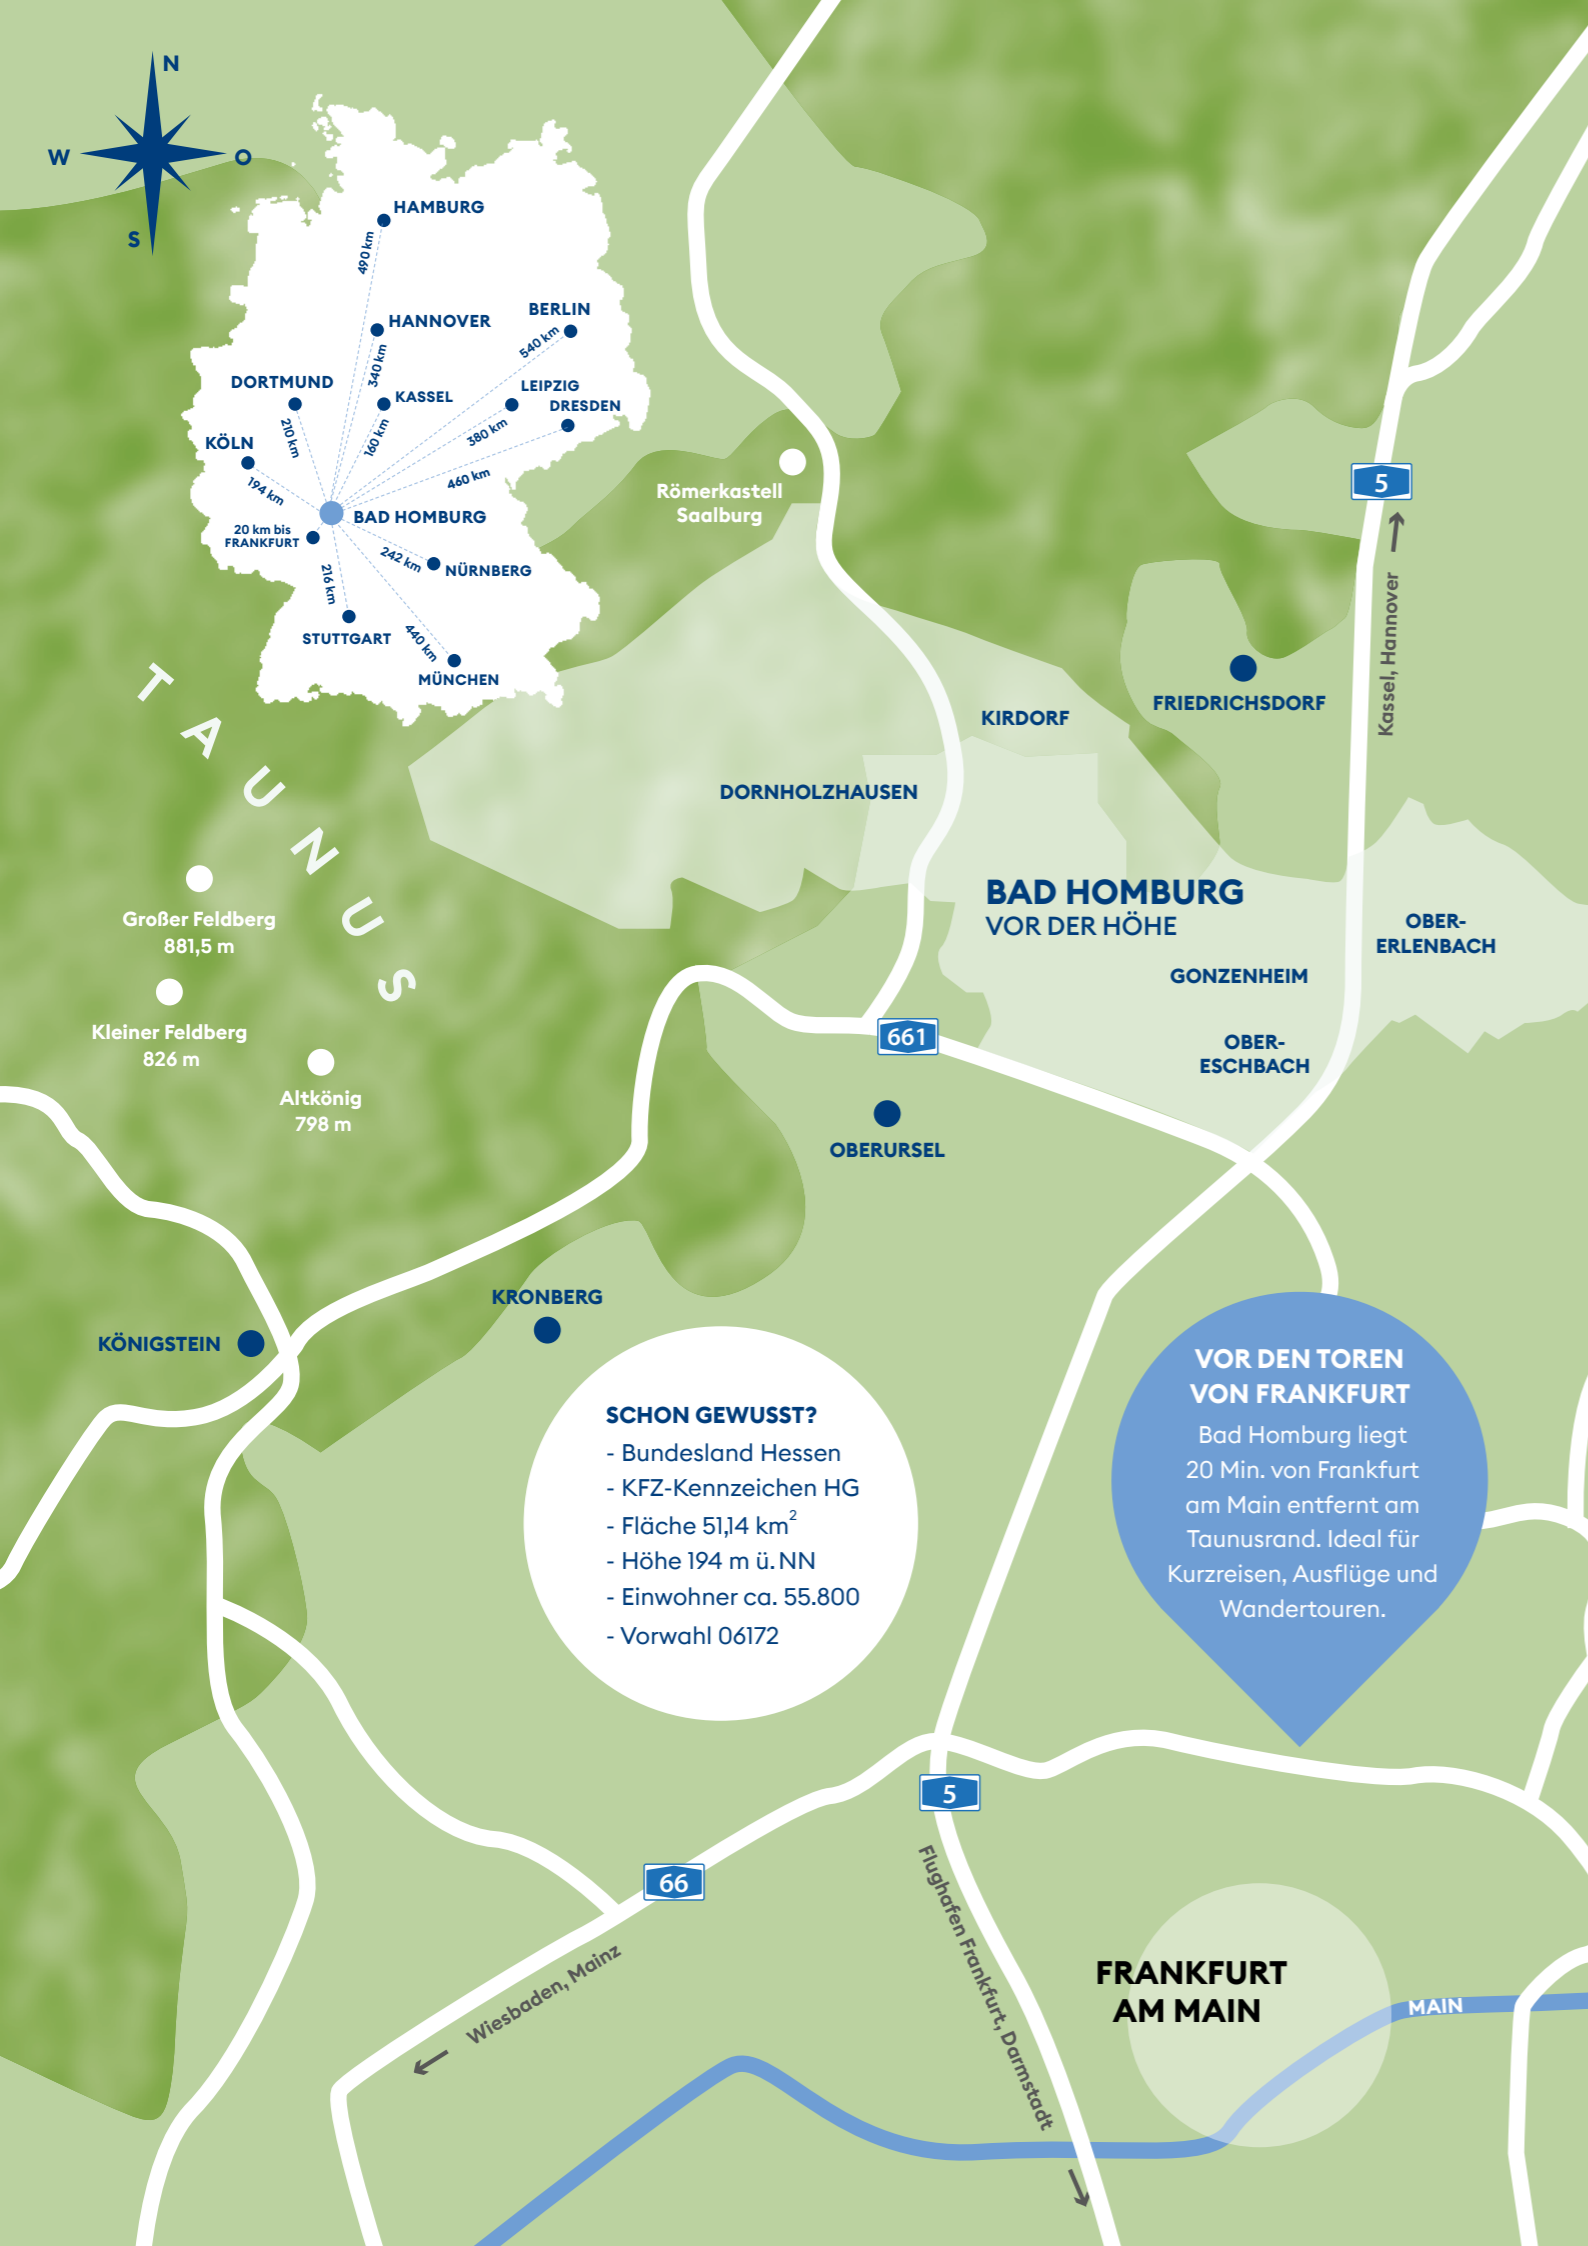 N
W
O
S
HAMBURG
490 km
HANNOVER
340 km
BERLIN
540 km
DORTMUND
210 km
KASSEL
160 km
LEIPZIG
380 km
DRESDEN
460 km
KÖLN
194 km
BAD HOMBURG
20 km bis
FRANKFURT
242 km
NÜRNBERG
216 km
STUTTGART
440 km
MÜNCHEN
Römerkastell
Saalburg
5
Kassel, Hannover
FRIEDRICHSDORF
KIRDORF
DORNHOLZHAUSEN
TAUNUS
Großer Feldberg
881,5 m
Kleiner Feldberg
826 m
Altkönig
798 m
BAD HOMBURG
VOR DER HÖHE
OBER-
ERLENBACH
GONZENHEIM
OBER-
ESCHBACH
661
OBERURSEL
KRONBERG
KÖNIGSTEIN
SCHON GEWUSST?
- Bundesland Hessen
- KFZ-Kennzeichen HG
- Fläche 51,14 km²
- Höhe 194 m ü. NN
- Einwohner ca. 55.800
- Vorwahl 06172
VOR DEN TOREN
VON FRANKFURT
Bad Homburg liegt
20 Min. von Frankfurt
am Main entfernt am
Taunusrand. Ideal für
Kurzreisen, Ausflüge und
Wandertouren.
5
66
Wiesbaden, Mainz
Flughafen Frankfurt, Darmstadt
FRANKFURT
AM MAIN
MAIN